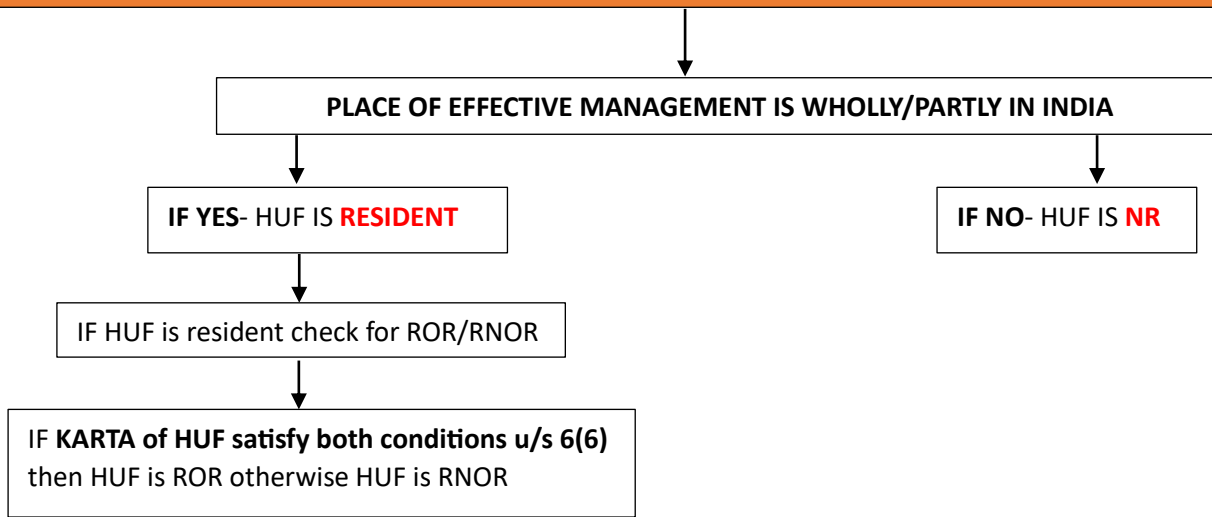 PLACE OF EFFECTIVE MANAGEMENT IS WHOLLY/PARTLY IN INDIA
IF YES- HUF IS RESIDENT
IF NO- HUF IS NR
IF HUF is resident check for ROR/RNOR
IF KARTA of HUF satisfy both conditions u/s 6(6)
then HUF is ROR otherwise HUF is RNOR